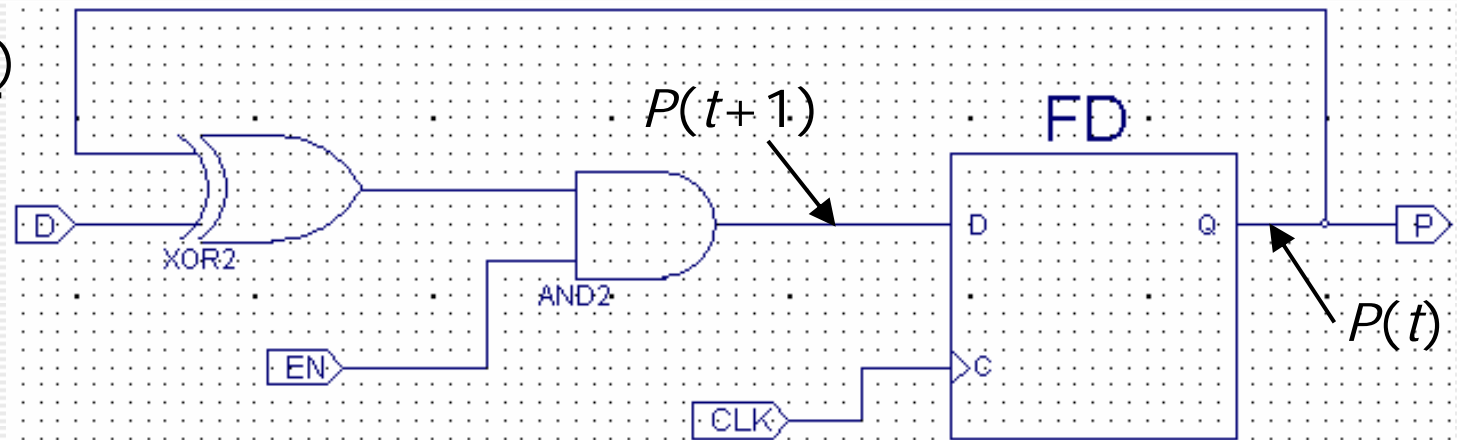 )
P(t+1)
FD
D
XOR2
D
Q
P
AND2
P(t)
EN
C
CLK